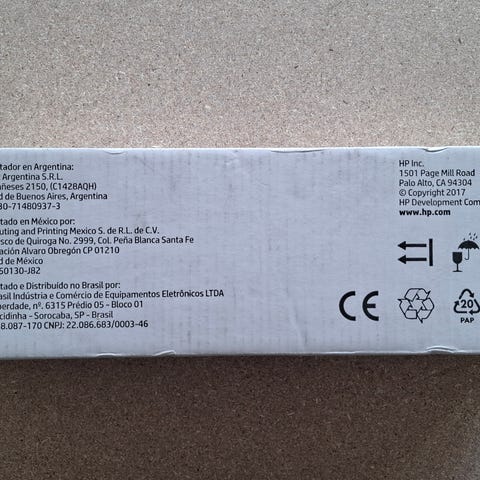 tador en Argentina:
Argentina S.R.L.
ñeses 2150, (C1428AQH)
d de Buenos Aires, Argentina
30-71480937-3
tado en México por:
uting and Printing Mexico S. de R.L. de C.V.
sco de Quiroga No. 2999, Col. Peña Blanca Santa Fe
ación Alvaro Obregón CP 01210
d de México
50130-J82
tado e Distribuído no Brasil por:
asil Indústria e Comércio de Equipamentos Eletrônicos LTDA
berdade, nº. 6315 Prédio 05 - Bloco 01
cidinha - Sorocaba, SP - Brasil
8.087-170 CNPJ: 22.086.683/0003-46
HP Inc.
1501 Page Mill Road
Palo Alto, CA 94304
© Copyright 2017
HP Development Com
www.hp.com
CE
20
PAP